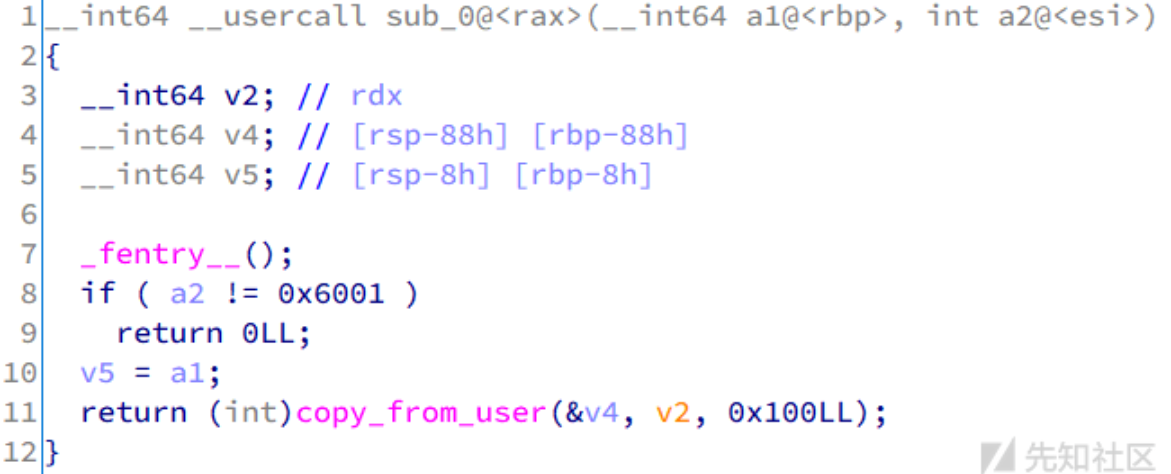 1 __int64 __usercall sub_0@<rax>(__int64 a1@<rbp>, int a2@<esi>)
2 {
3   __int64 v2; // rdx
4   __int64 v4; // [rsp-88h] [rbp-88h]
5   __int64 v5; // [rsp-8h] [rbp-8h]
6
7   _fentry__();
8   if ( a2 != 0x6001 )
9     return 0LL;
10   v5 = a1;
11   return (int)copy_from_user(&v4, v2, 0x100LL);
12 }
先知社区